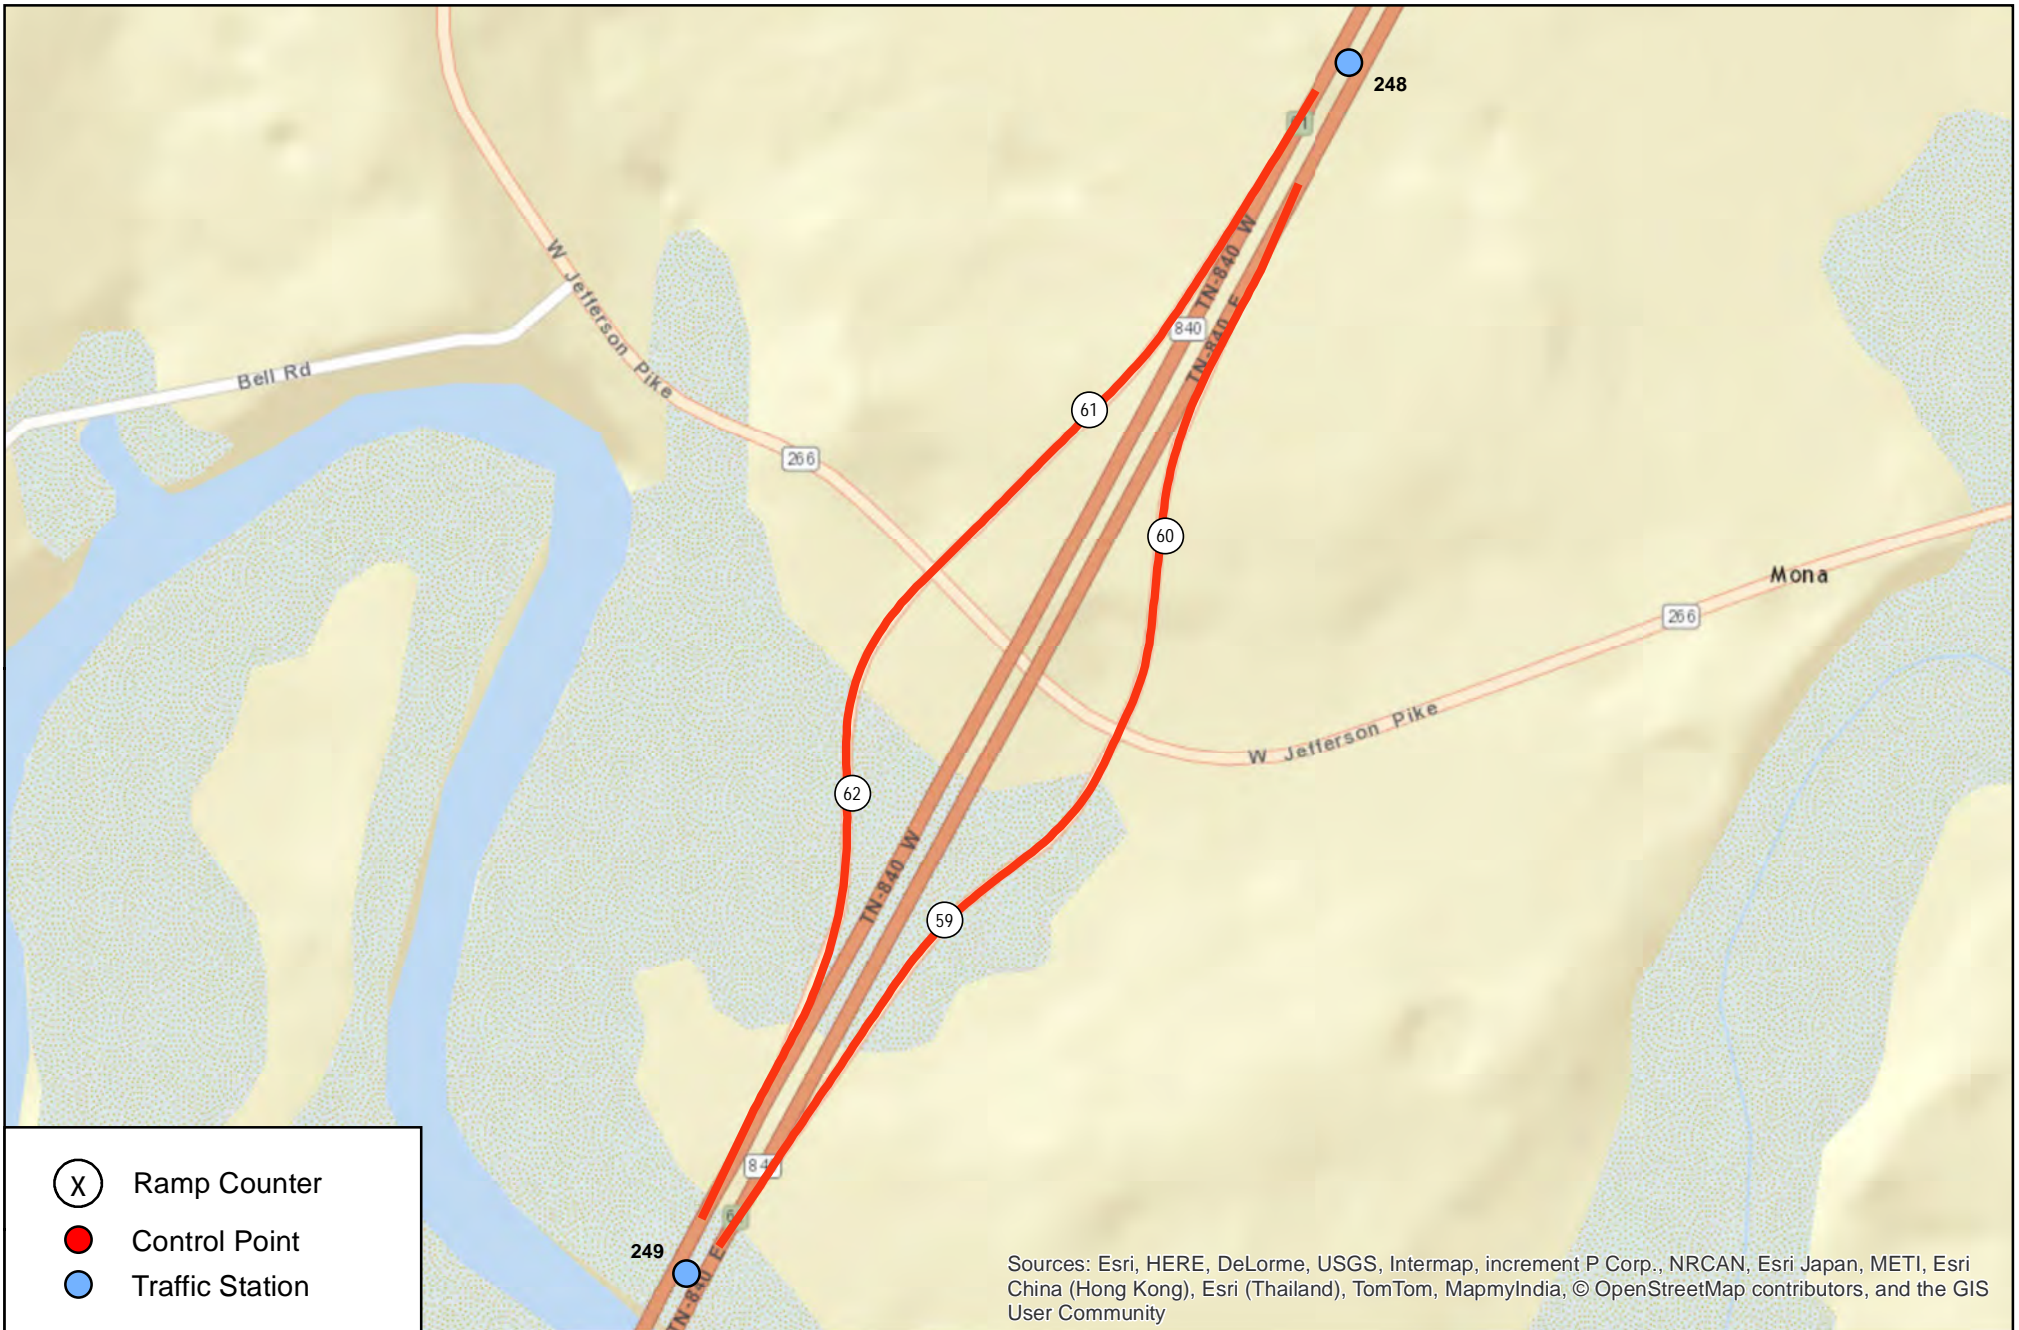 248
TN-840 W
840
TN-840 E
W Jefferson Pike
Bell Rd
61
266
60
Mona
266
W Jefferson Pike
62
TN-840 W
59
249
TN-840 E
X Ramp Counter
Control Point
Traffic Station
Sources: Esri, HERE, DeLorme, USGS, Intermap, increment P Corp., NRCAN, Esri Japan, METI, Esri
China (Hong Kong), Esri (Thailand), TomTom, MapmyIndia, © OpenStreetMap contributors, and the GIS
User Community